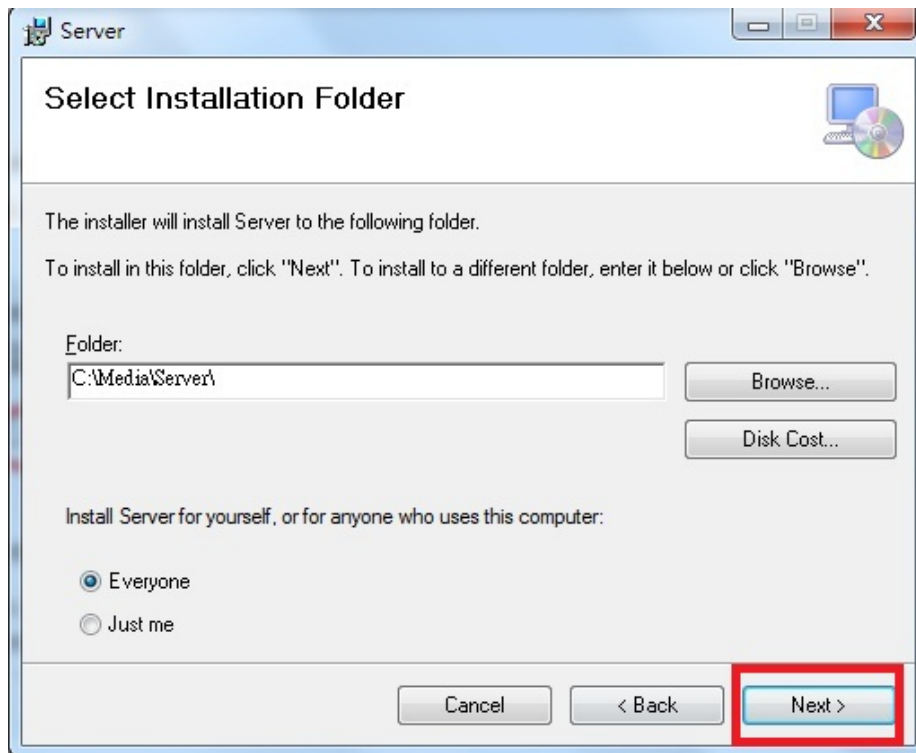 Server
Select Installation Folder
The installer will install Server to the following folder.
To install in this folder, click "Next". To install to a different folder, enter it below or click "Browse".
Folder:
C:\Media\Server\
Browse...
Disk Cost...
Install Server for yourself, or for anyone who uses this computer:
Everyone
Just me
Cancel
< Back
Next >